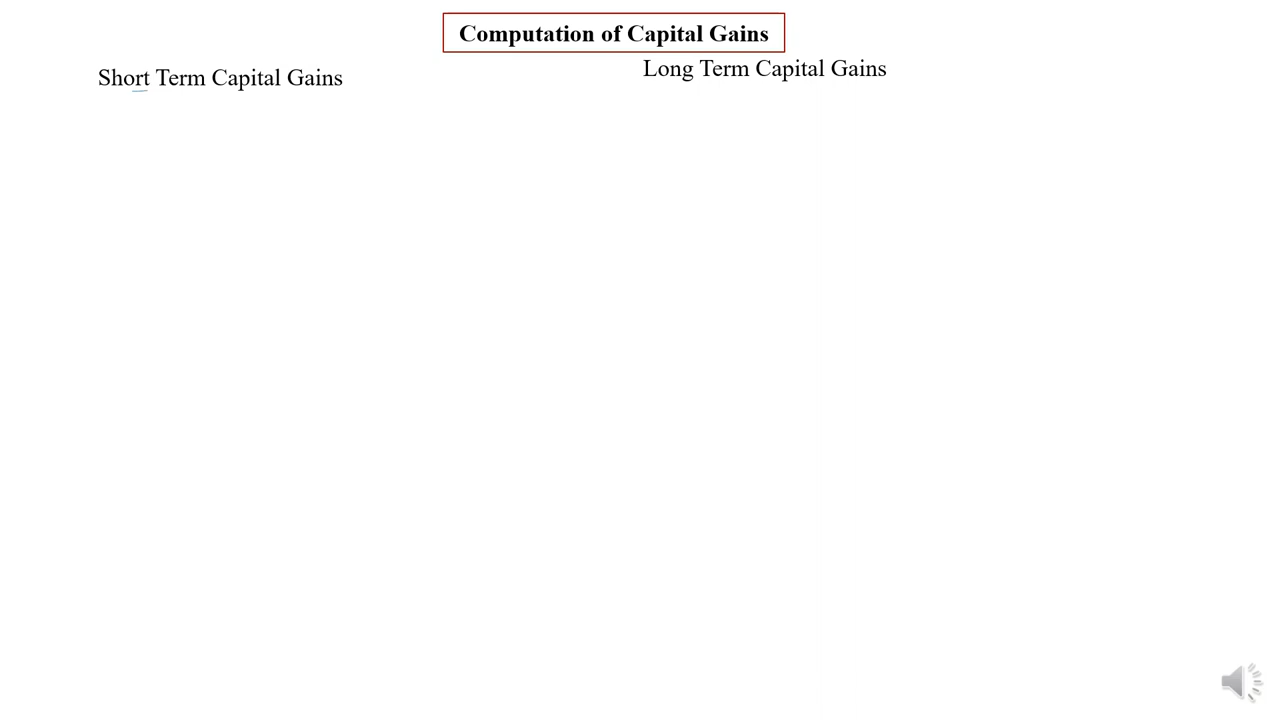 Computation of Capital Gains
Short Term Capital Gains
Long Term Capital Gains